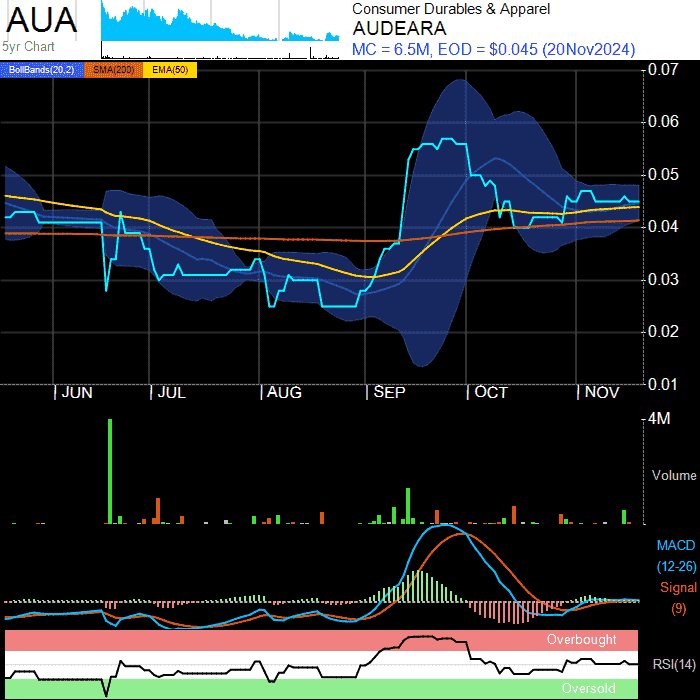 AUA
5yr Chart
Consumer Durables & Apparel
AUDEARA
MC = 6.5M, EOD = $0.045 (20Nov2024)
BollBands(20,2) SMA(200) EMA(50)
0.07
0.06
0.05
0.04
0.03
0.02
0.01
JUN JUL AUG SEP OCT NOV
4M
Volume
MACD
(12-26)
Signal
(9)
Overbought
RSI(14)
Oversold